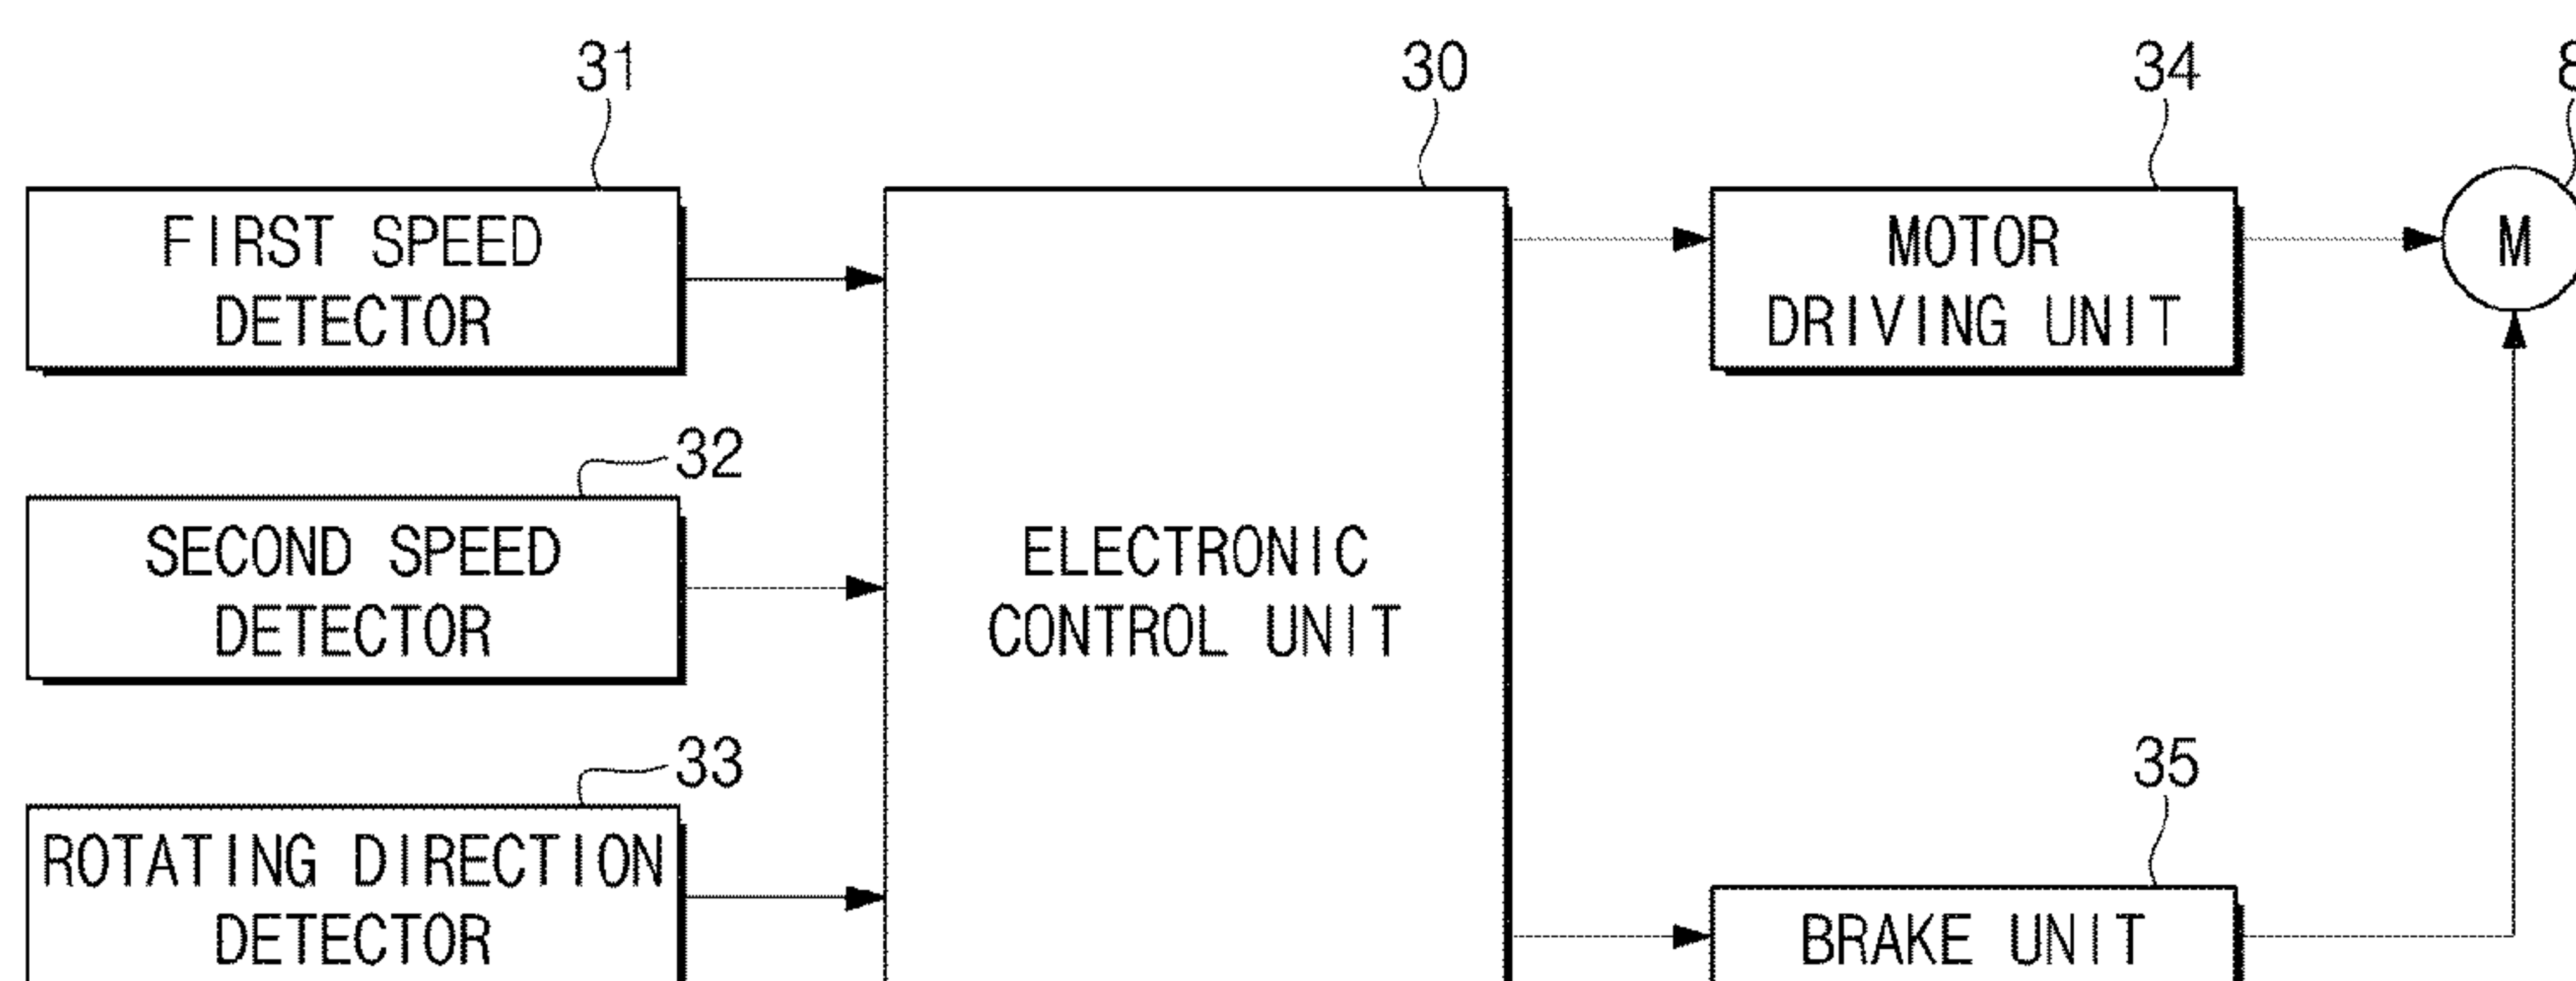 31
30
34
8
FIRST SPEED
DETECTOR
MOTOR
DRIVING UNIT
M
32
SECOND SPEED
DETECTOR
ELECTRONIC
CONTROL UNIT
33
35
ROTATING DIRECTION
DETECTOR
BRAKE UNIT